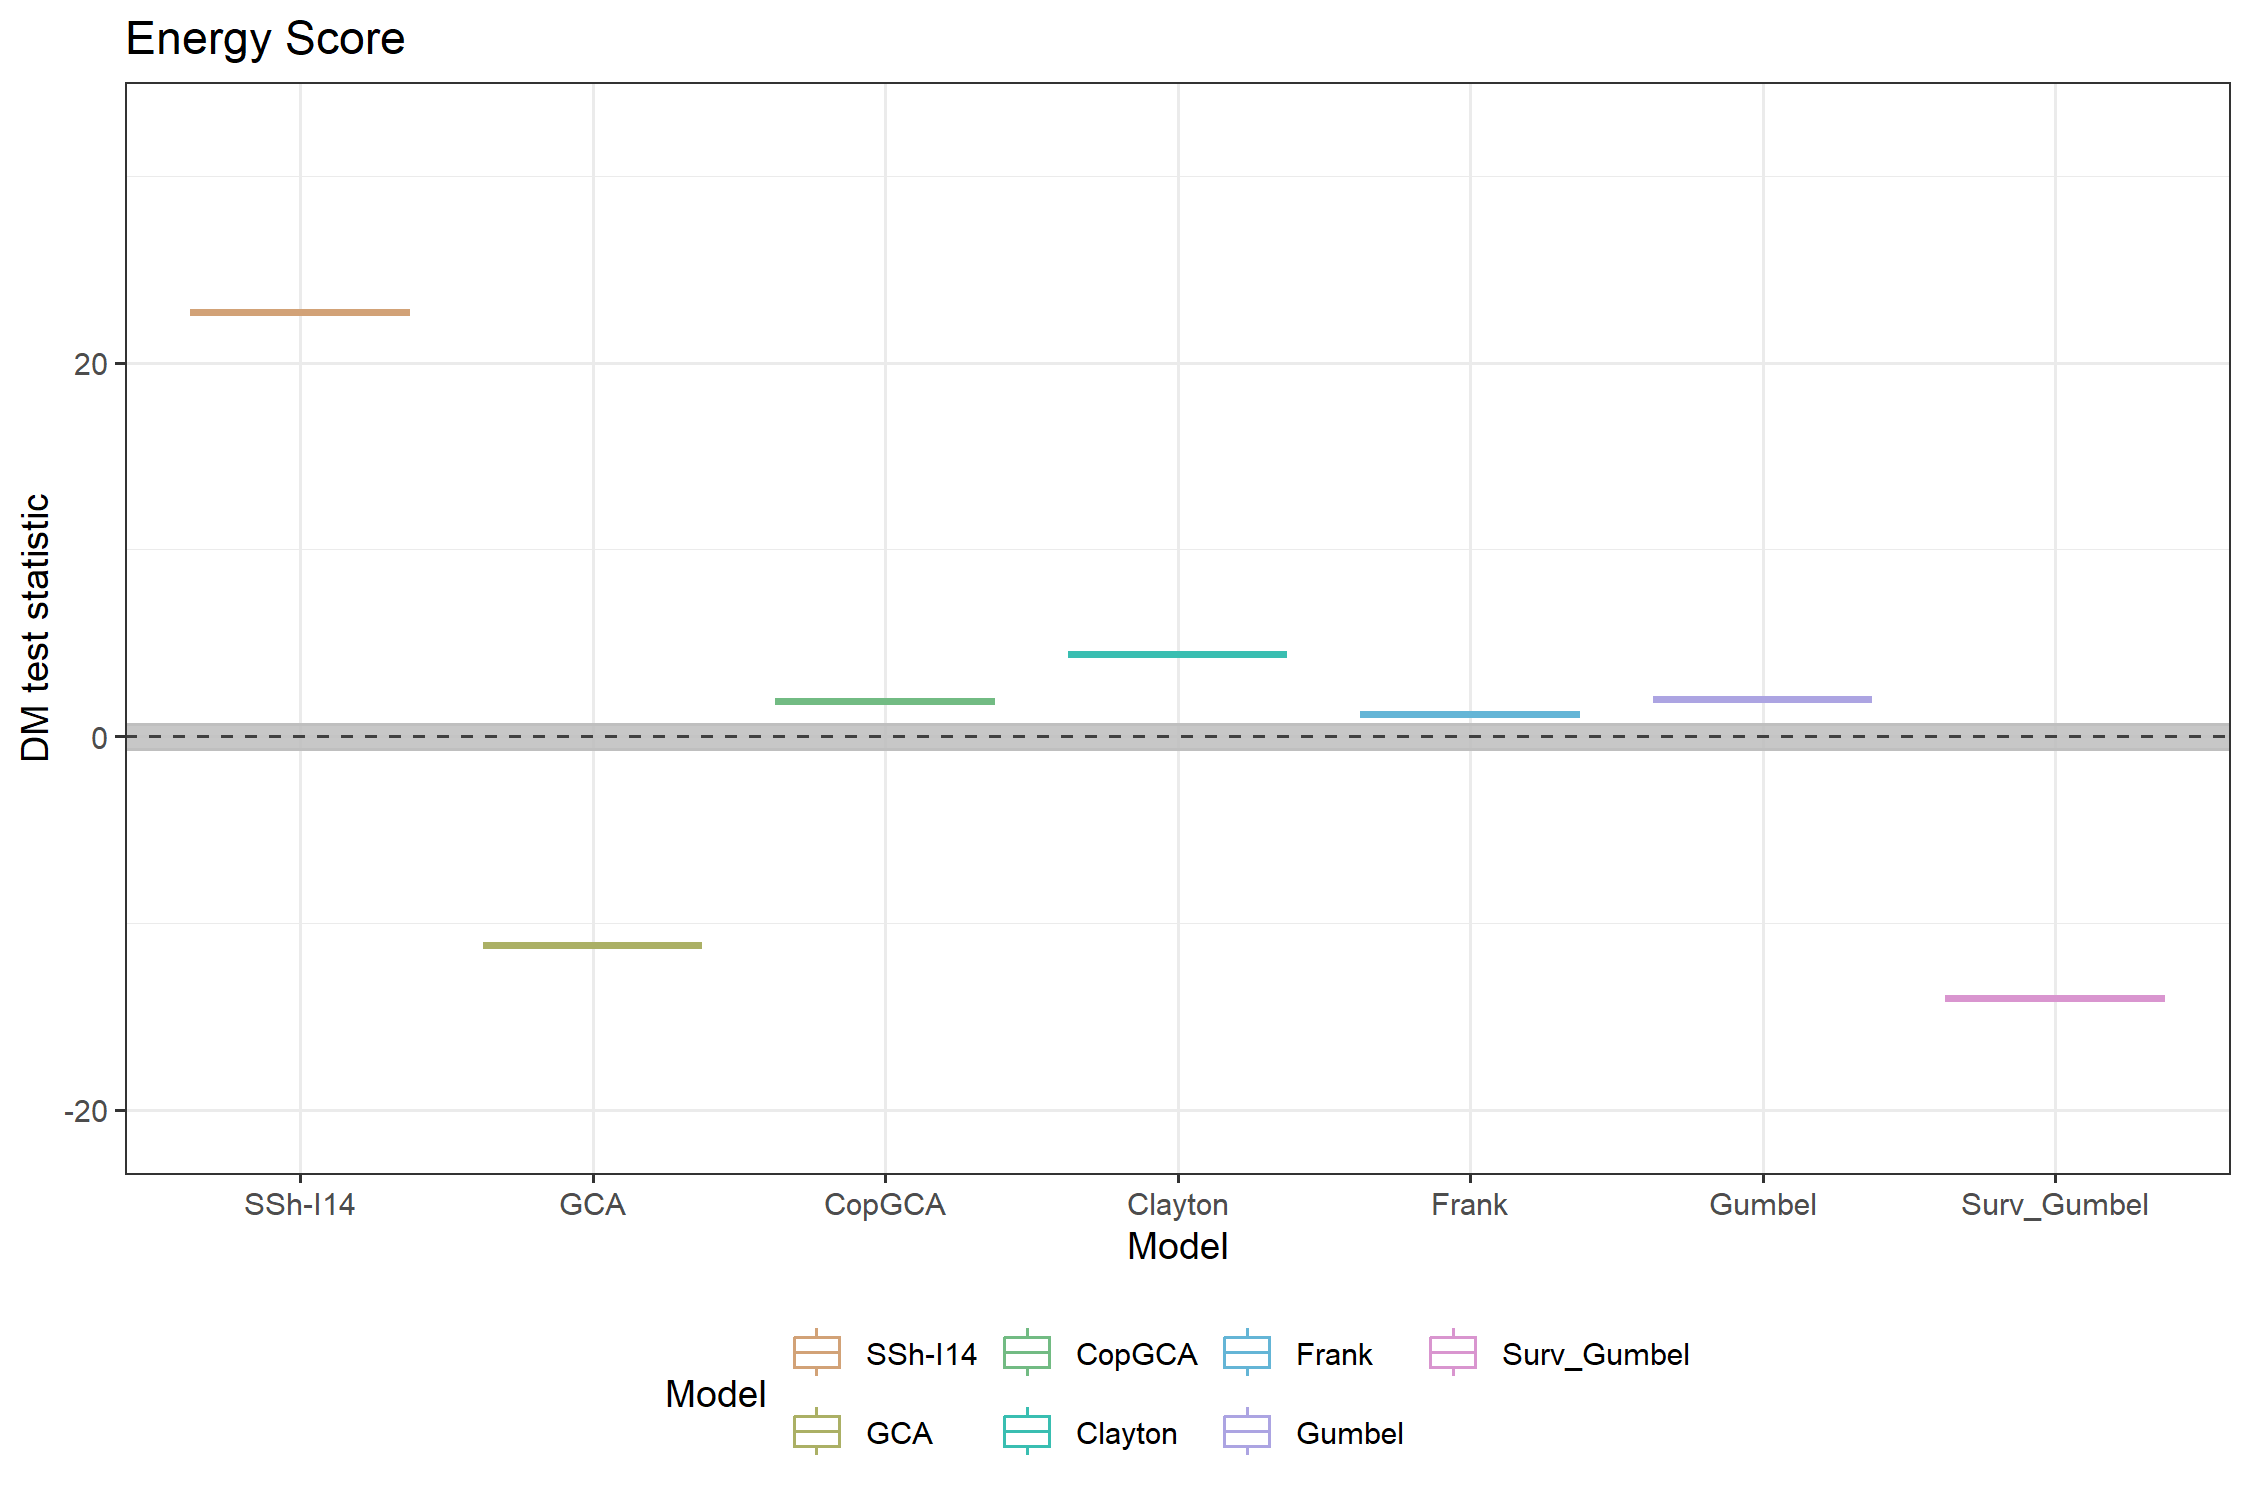 Energy Score
DM test statistic
20
0
-20
SSh-I14 GCA CopGCA Clayton Frank Gumbel Surv_Gumbel
Model
Model
SSh-I14 CopGCA Frank Surv_Gumbel
GCA Clayton Gumbel